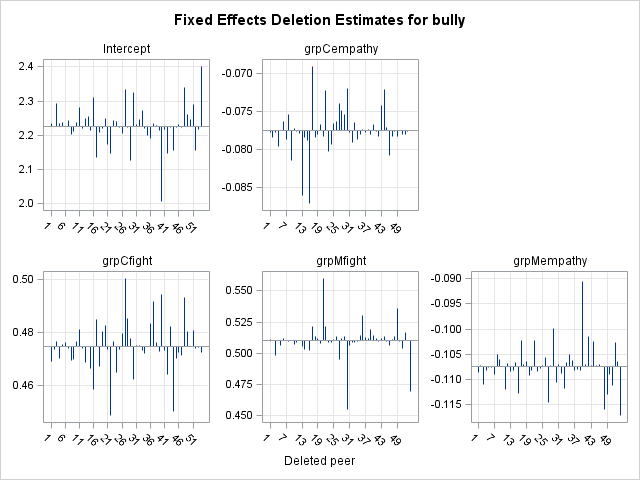 Fixed Effects Deletion Estimates for bully
Intercept
grpCempathy
2.4
2.3
2.2
2.1
2.0
1 6 11 16 21 26 31 36 41 46 51
-0.070
-0.075
-0.080
-0.085
1 7 13 19 25 31 37 43 49
grpCfight
grpMfight
grpMempathy
0.50
0.48
0.46
1 6 11 16 21 26 31 36 41 46 51
0.550
0.525
0.500
0.475
0.450
1 7 13 19 25 31 37 43 49
-0.090
-0.095
-0.100
-0.105
-0.110
-0.115
1 7 13 19 25 31 37 43 49
Deleted peer